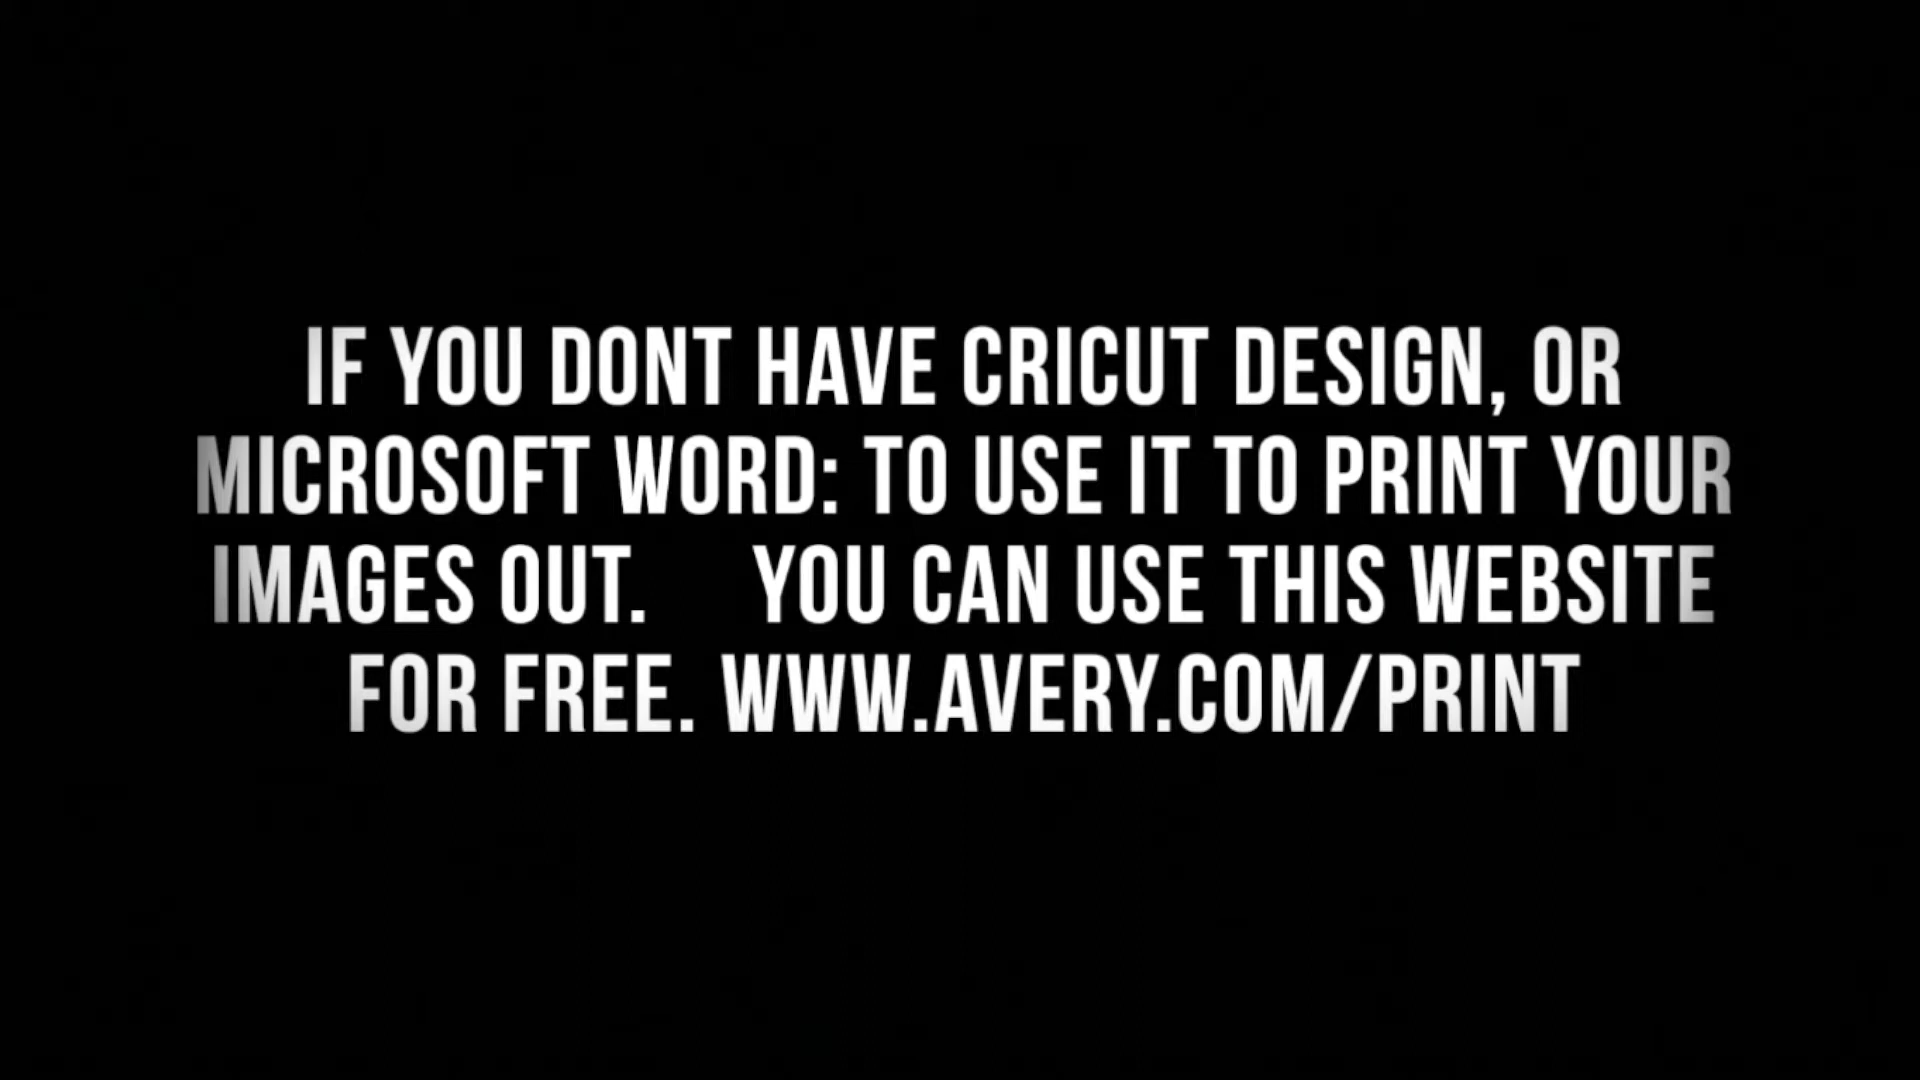 IF YOU DONT HAVE CRICUT DESIGN, OR
MICROSOFT WORD: TO USE IT TO PRINT YOUR
IMAGES OUT. YOU CAN USE THIS WEBSITE
FOR FREE. WWW.AVERY.COM/PRINT